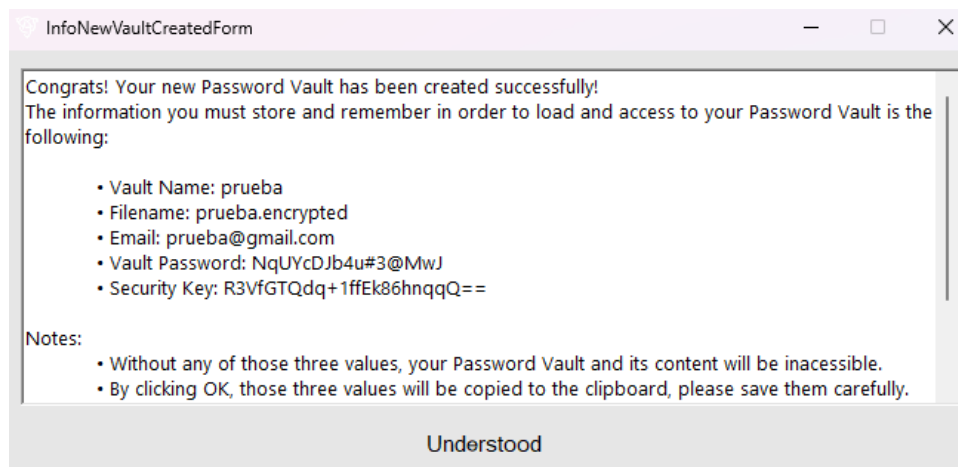 InfoNewVaultCreatedForm
Congrats! Your new Password Vault has been created successfully!
The information you must store and remember in order to load and access to your Password Vault is the
following:
• Vault Name: prueba
• Filename: prueba.encrypted
• Email: prueba@gmail.com
• Vault Password: NqUYcDJb4u#3@MwJ
• Security Key: R3VfGTQdq+1ffEk86hnqqQ==
Notes:
• Without any of those three values, your Password Vault and its content will be inacessible.
• By clicking OK, those three values will be copied to the clipboard, please save them carefully.
Understood